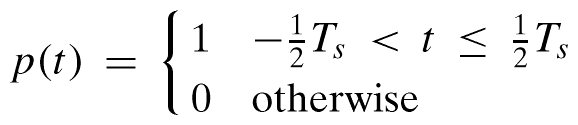 p(t) = { 1   -½T_s < t ≤ ½T_s
0   otherwise